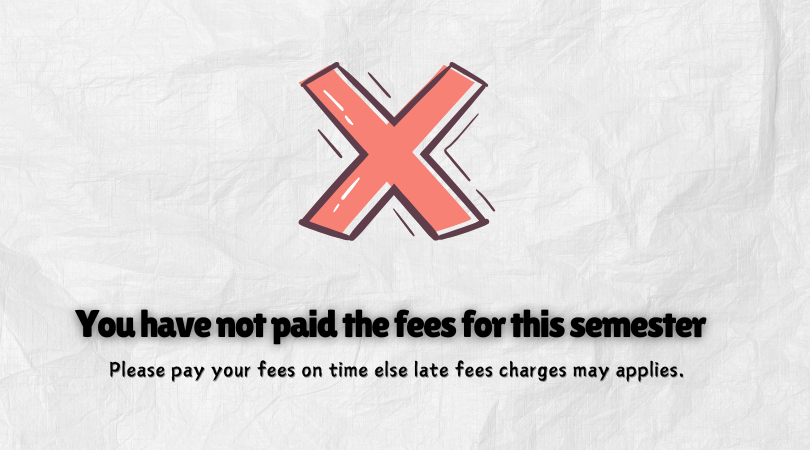 You have not paid the fees for this semester
Please pay your fees on time else late fees charges may applies.